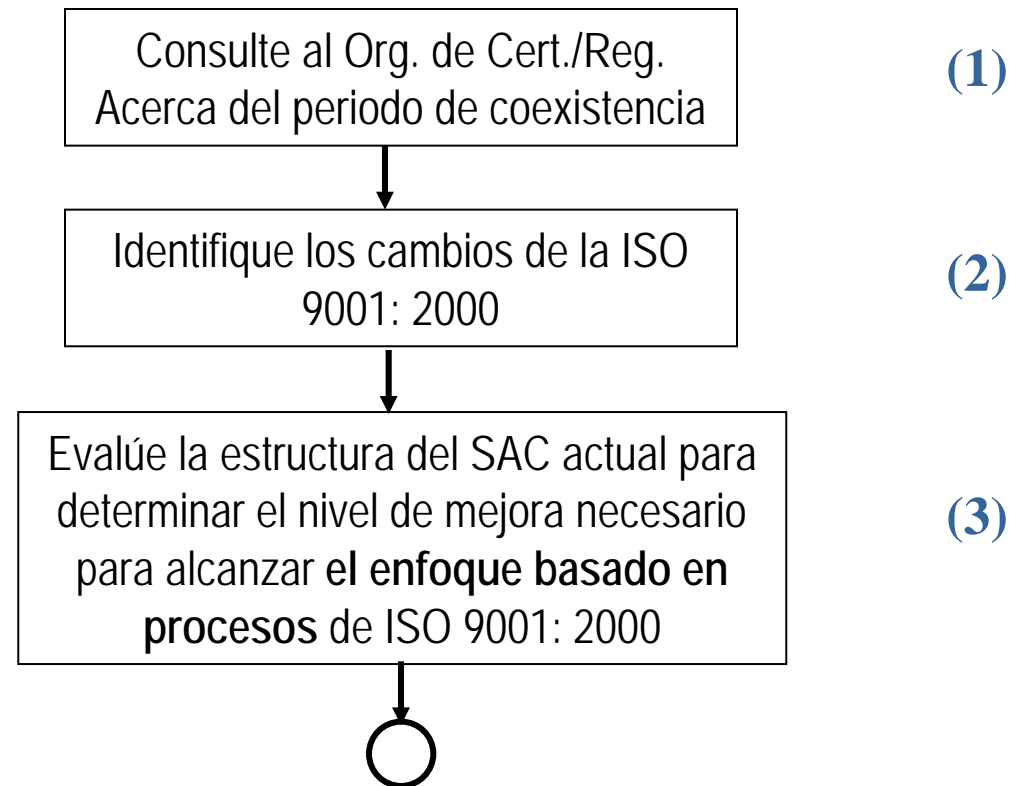 Consulte al Org. de Cert./Reg.
Acerca del periodo de coexistencia
(1)
Identifique los cambios de la ISO
9001: 2000
(2)
Evalúe la estructura del SAC actual para
determinar el nivel de mejora necesario
para alcanzar el enfoque basado en
procesos de ISO 9001: 2000
(3)